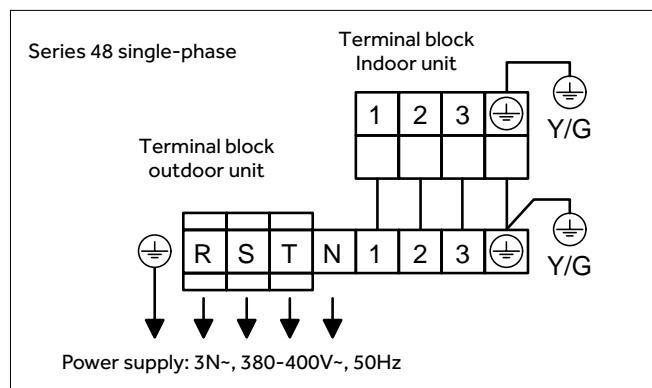 Series 48 single-phase
Terminal block
Indoor unit
1 2 3
Y/G
Terminal block
outdoor unit
R S T N 1 2 3
Y/G
Power supply: 3N~, 380-400V~, 50Hz